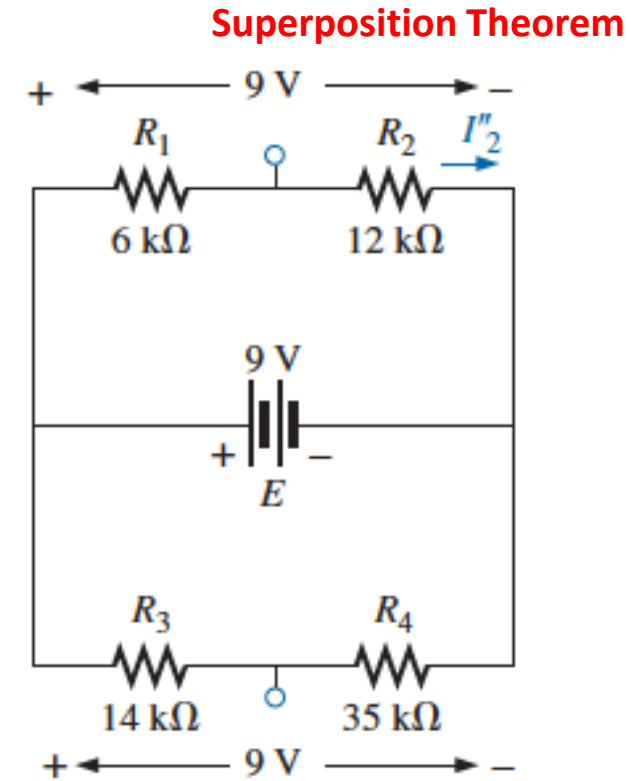 Superposition Theorem
+ 9 V −
R₁ R₂ I″₂
6 kΩ 12 kΩ
9 V
+ −
E
R₃ R₄
14 kΩ 35 kΩ
+ 9 V −